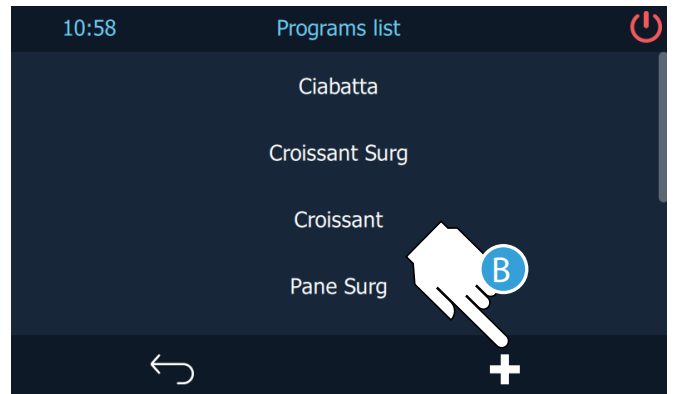 10:58 Programs list
Ciabatta
Croissant Surg
Croissant
Pane Surg
B